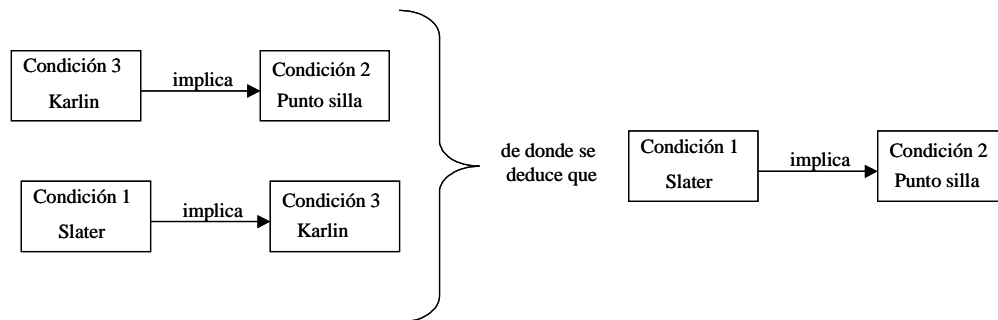 Condición 3
Karlin
implica
Condición 2
Punto silla
Condición 1
Slater
implica
Condición 3
Karlin
de donde se
deduce que
Condición 1
Slater
implica
Condición 2
Punto silla